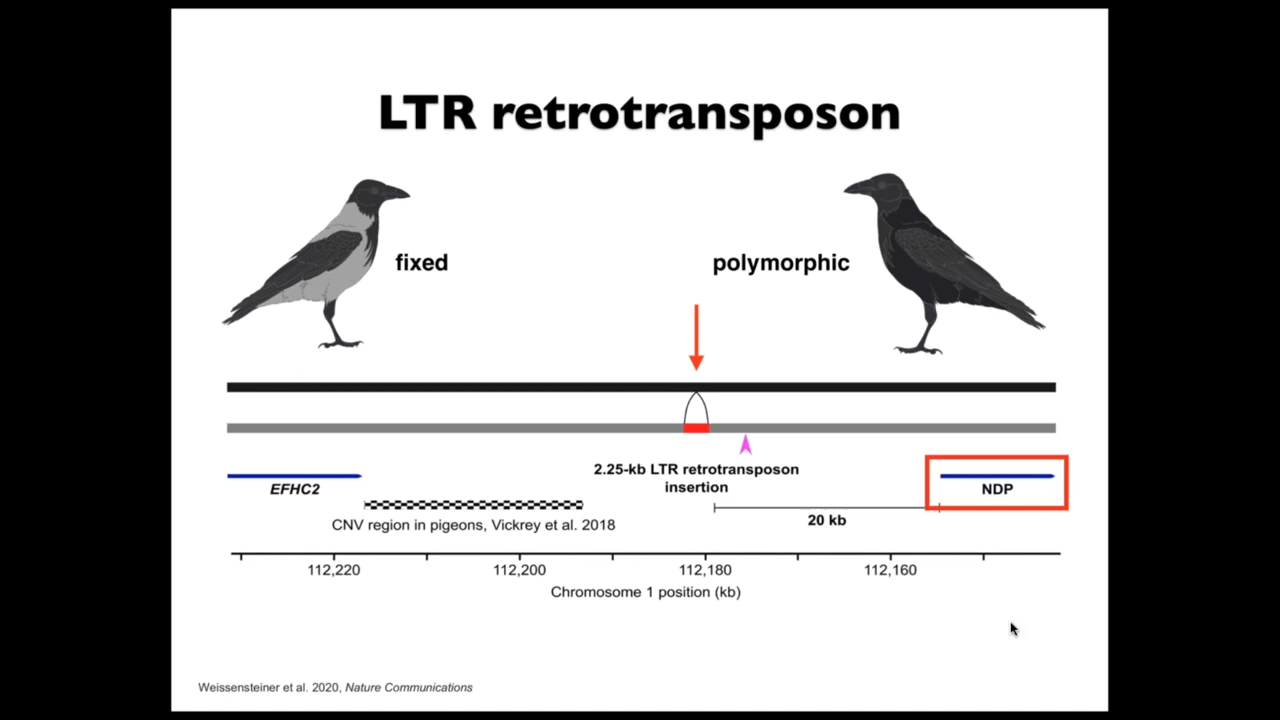 LTR retrotransposon
fixed
polymorphic
2.25-kb LTR retrotransposon
insertion
EFHC2
NDP
CNV region in pigeons, Vickrey et al. 2018
20 kb
112,220
112,200
112,180
112,160
Chromosome 1 position (kb)
Weissensteiner et al. 2020, Nature Communications